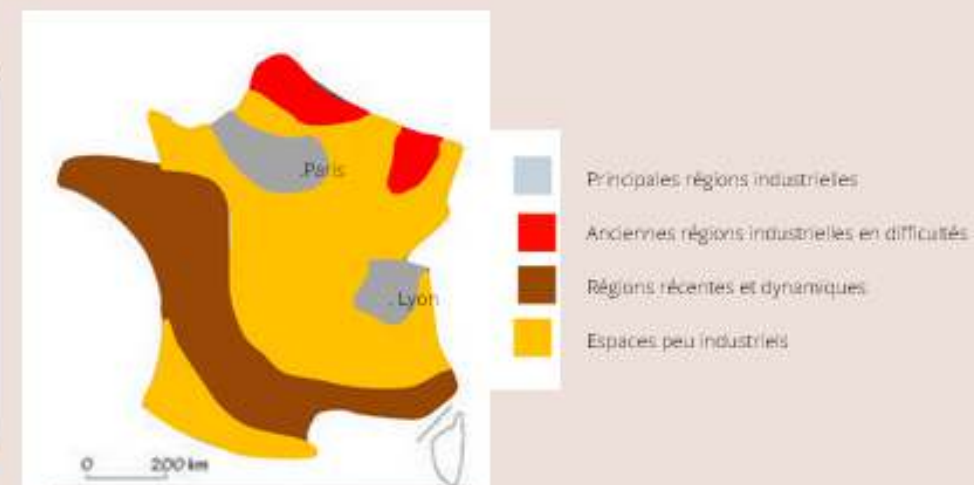 .Paris
. Lyon
0 200 km
Principales régions industrielles
Anciennes régions industrielles en difficultés
Régions récentes et dynamiques
Espaces peu industriels